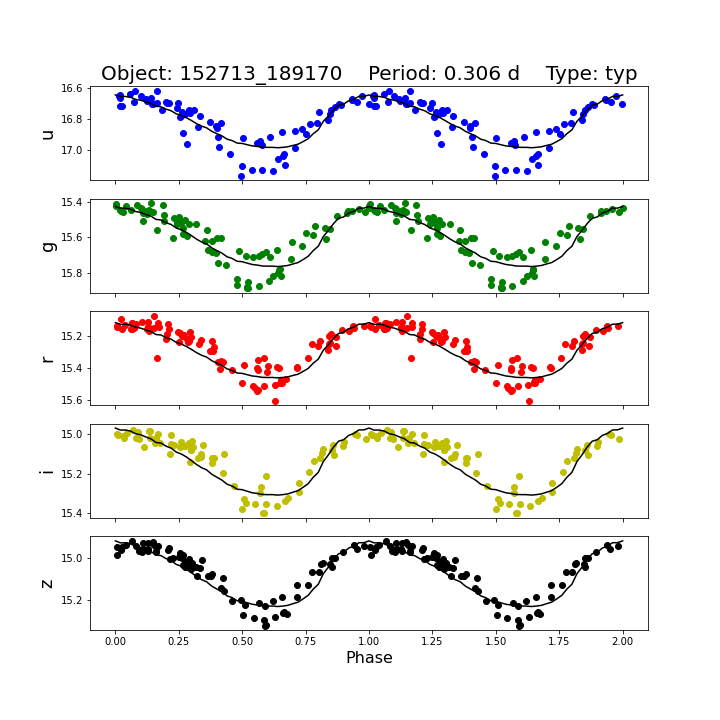 Object: 152713_189170    Period: 0.306 d    Type: typ
16.6
16.8
17.0
u
15.4
15.6
15.8
g
15.2
15.4
15.6
r
15.0
15.2
15.4
i
15.0
15.2
z
0.00 0.25 0.50 0.75 1.00 1.25 1.50 1.75 2.00
Phase